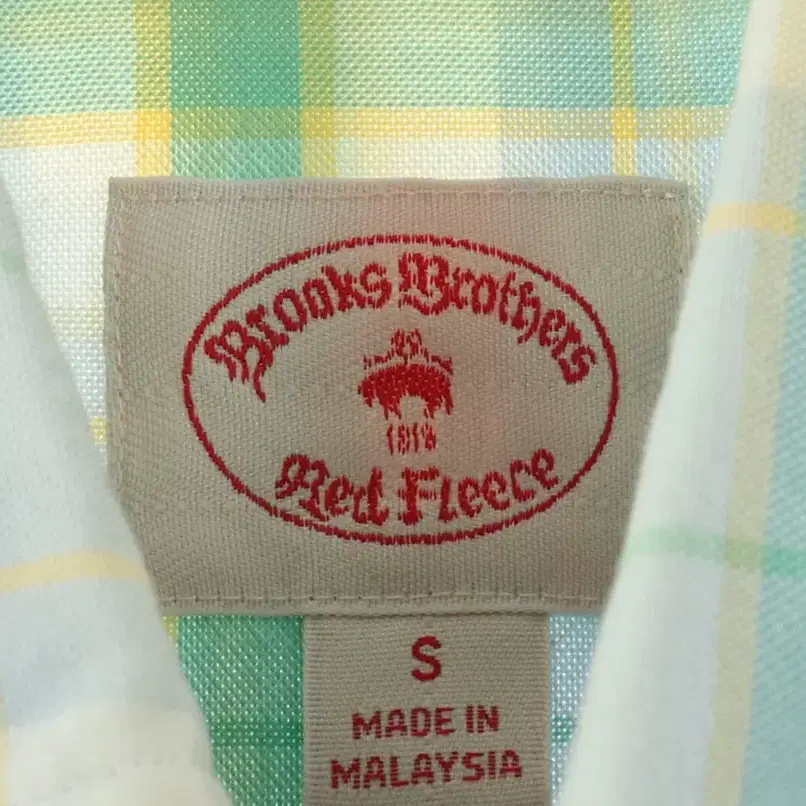 Brooks Brothers
1818
Red Fleece
S
MADE IN
MALAYSIA